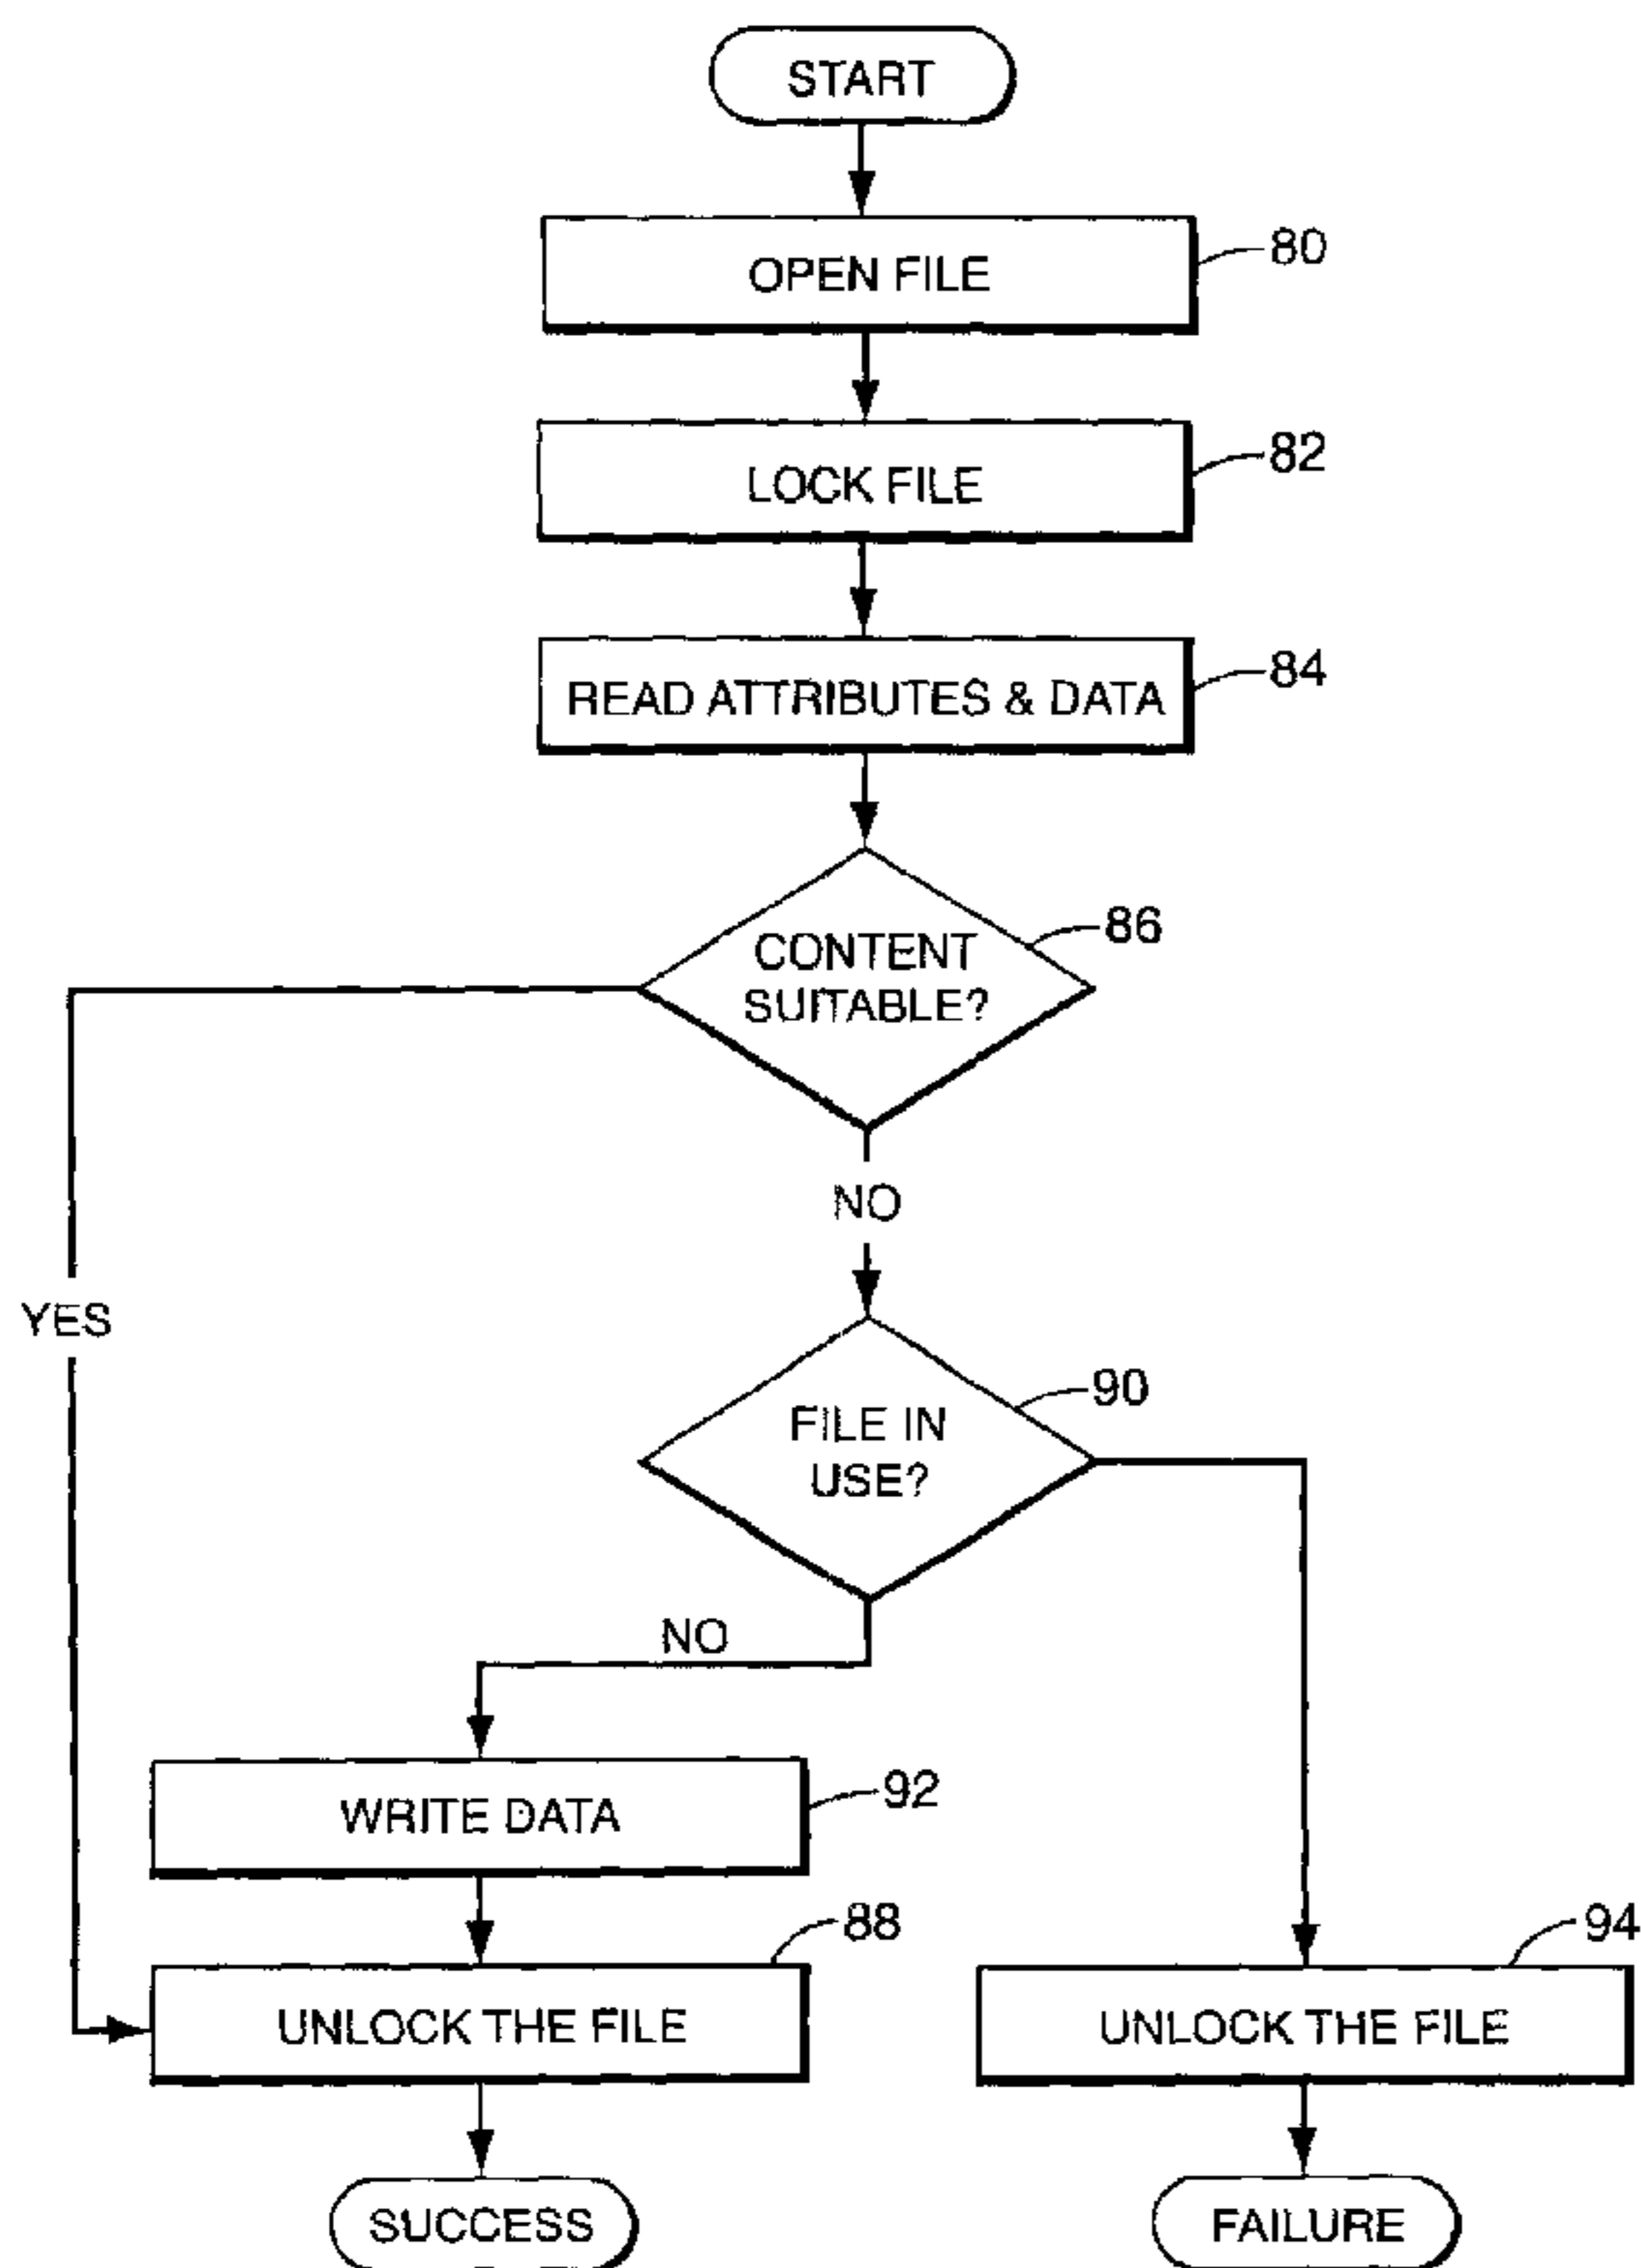 START
OPEN FILE
80
LOCK FILE
82
READ ATTRIBUTES & DATA
84
CONTENT
SUITABLE?
86
NO
YES
FILE IN
USE?
90
NO
WRITE DATA
92
UNLOCK THE FILE
88
UNLOCK THE FILE
94
SUCCESS
FAILURE